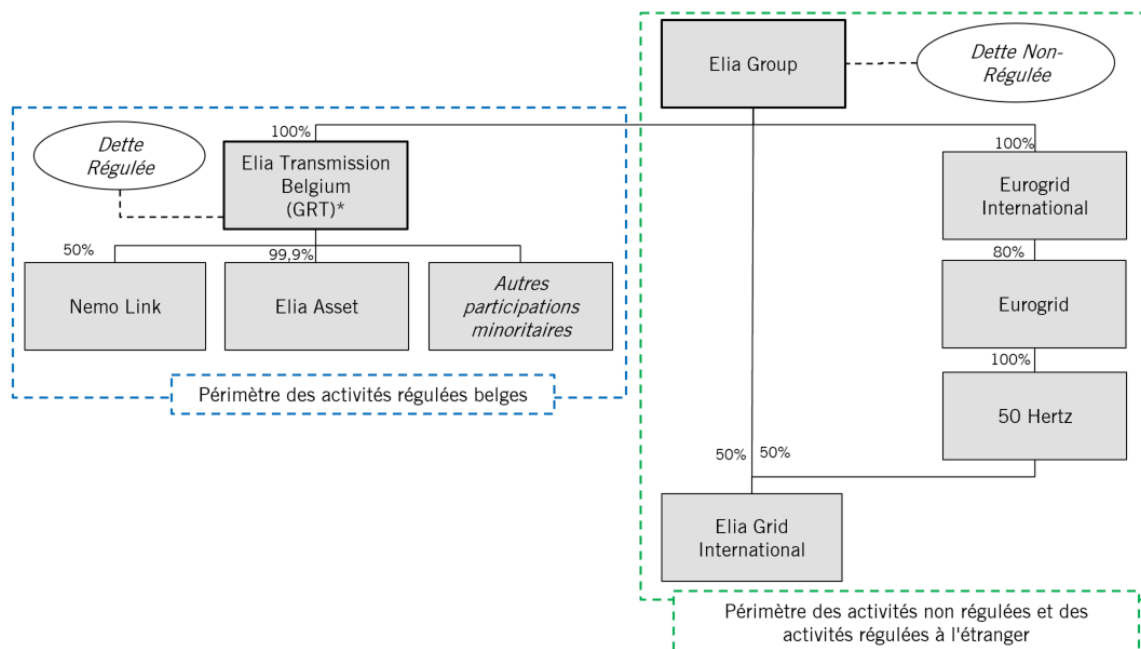 Elia Group
Dette Non-
Régulée
100%
Dette
Régulée
Elia Transmission
Belgium
(GRT)*
50%
99,9%
Nemo Link
Elia Asset
Autres
participations
minoritaires
Périmètre des activités régulées belges
100%
Eurogrid
International
80%
Eurogrid
100%
50 Hertz
50%
50%
Elia Grid
International
Périmètre des activités non régulées et des
activités régulées à l'étranger